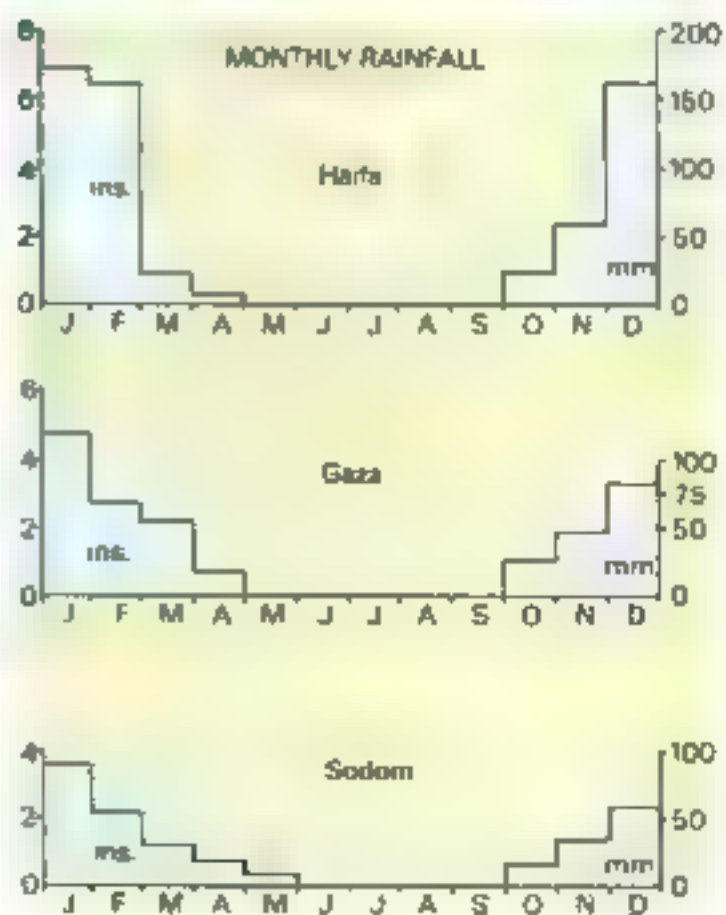 MONTHLY RAINFALL
8 200
6 150
Haifa
4 100
ins.
2 50
mm
0 0
J F M A M J J A S O N D
6
Gaza
4 100
75
2 50
ins. mm
0 0
J F M A M J J A S O N D
4 100
Sodom
2 50
ins. mm
0 0
J F M A M J J A S O N D